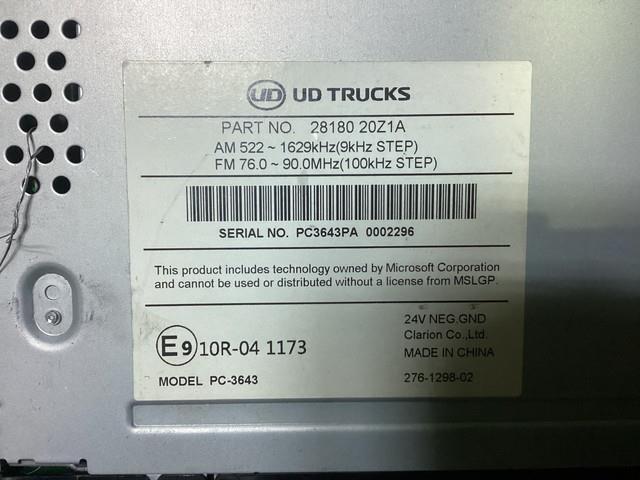 UD UD TRUCKS
PART NO. 28180 20Z1A
AM 522 ~ 1629kHz(9kHz STEP)
FM 76.0 ~ 90.0MHz(100kHz STEP)
SERIAL NO. PC3643PA 0002296
This product includes technology owned by Microsoft Corporation
and cannot be used or distributed without a license from MSLGP.
24V NEG.GND
Clarion Co.,Ltd.
E9 10R-04 1173
MADE IN CHINA
MODEL PC-3643
276-1298-02